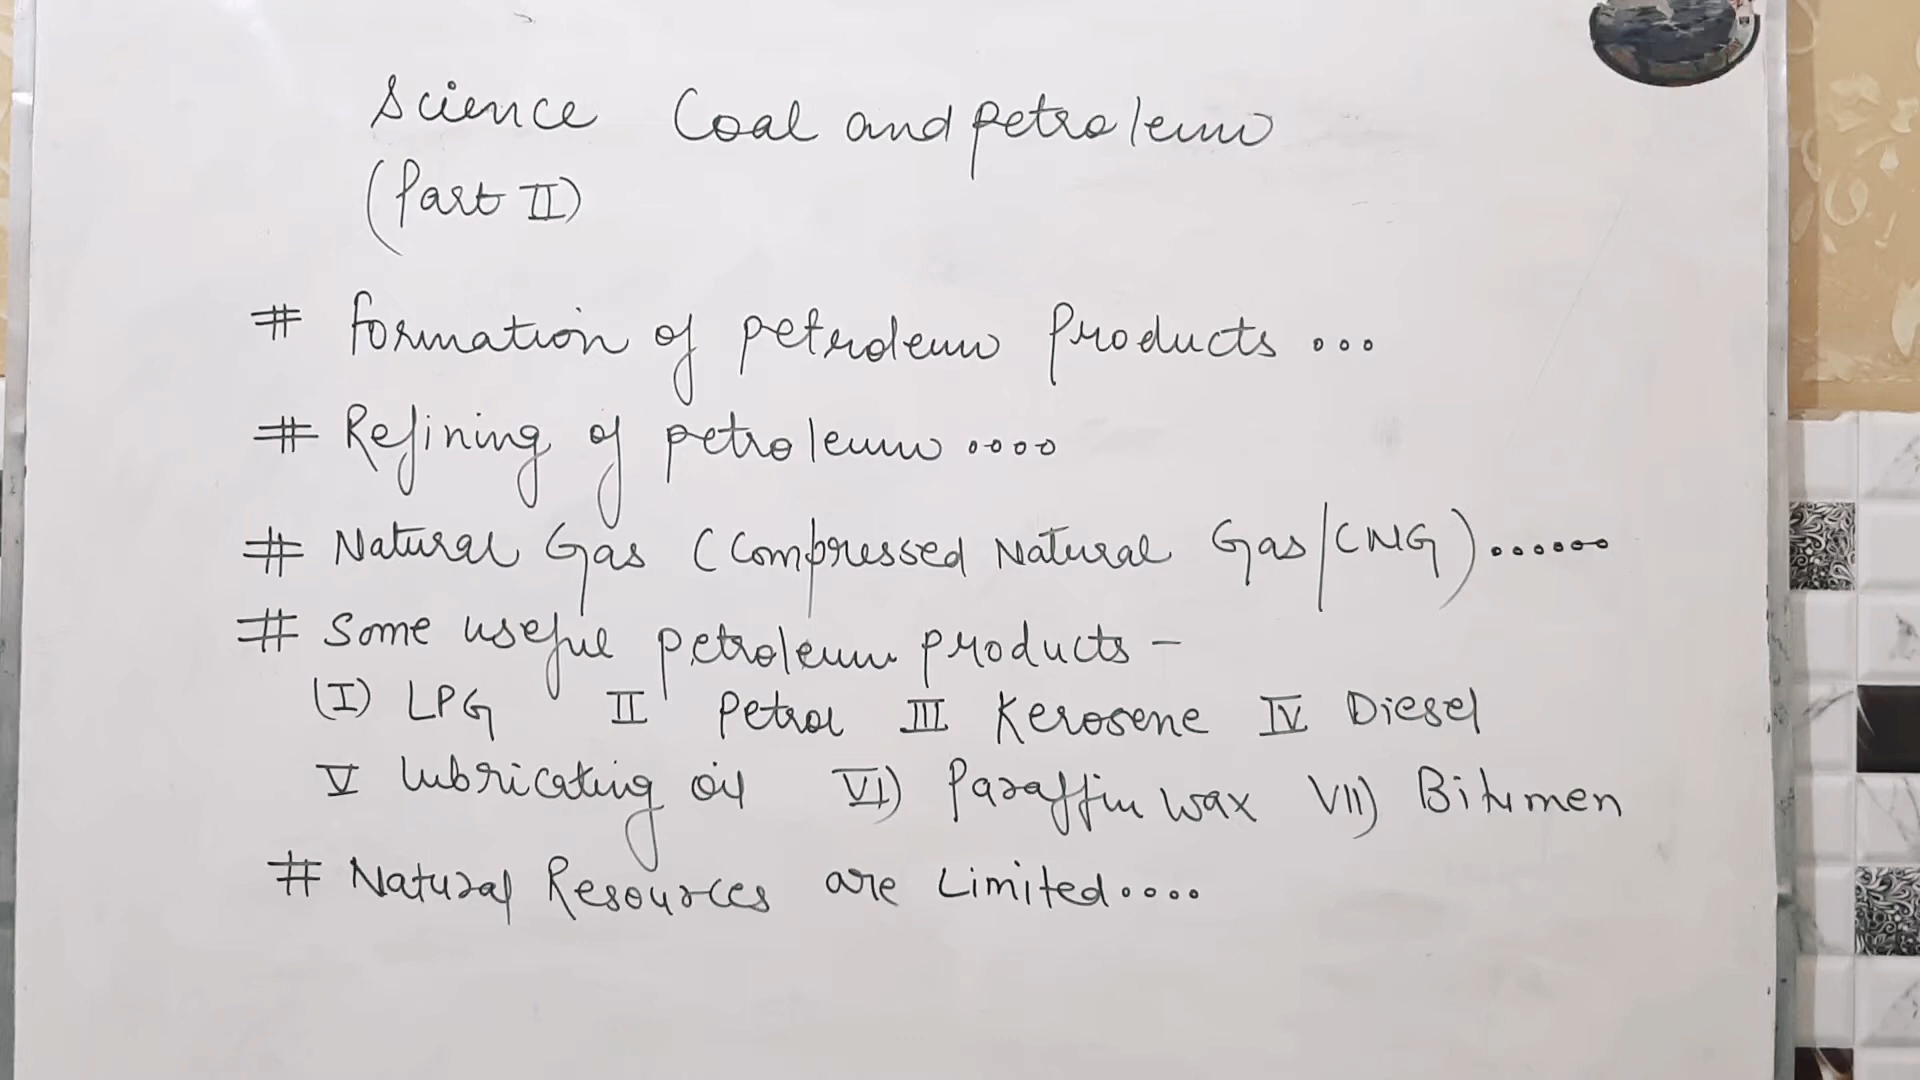 Science Coal and petroleum
(Part II)
# Formation of petroleum Products ...
# Refining of petroleum ....
# Natural Gas (Compressed Natural Gas/CNG)......
# Some useful petroleum products -
(I) LPG II Petrol III Kerosene IV Diesel
V lubricating oil VI) Paraffin wax VII) Bitumen
# Natural Resources are Limited....